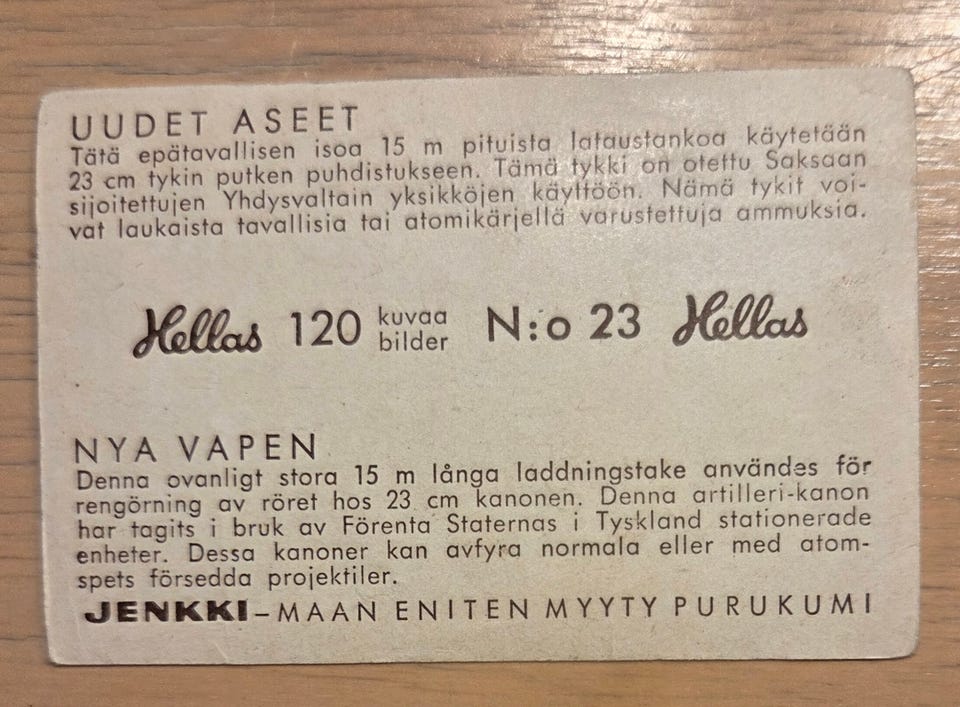 UUDET ASEET
Tätä epätavallisen isoa 15 m pituista lataustankoa käytetään
23 cm tykin putken puhdistukseen. Tämä tykki on otettu Saksaan
sijoitettujen Yhdysvaltain yksikköjen käyttöön. Nämä tykit voi-
vat laukaista tavallisia tai atomikärjellä varustettuja ammuksia.
Hellas 120 kuvaa bilder N:o 23 Hellas
NYA VAPEN
Denna ovanligt stora 15 m långa laddningstake användes för
rengörning av röret hos 23 cm kanonen. Denna artilleri-kanon
har tagits i bruk av Förenta Staternas i Tyskland stationerade
enheter. Dessa kanoner kan avfyra normala eller med atom-
spets försedda projektiler.
JENKKI – MAAN ENITEN MYYTY PURUKUMI